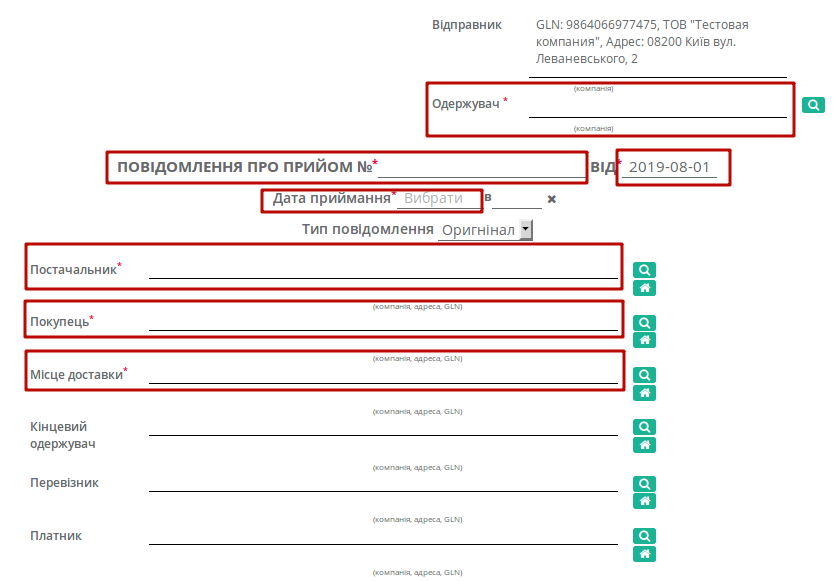 Відправник GLN: 9864066977475, ТОВ "Тестовая
компания", Адрес: 08200 Київ вул.
Леваневського, 2
(компанія)
Одержувач *
(компанія)
ПОВІДОМЛЕННЯ ПРО ПРИЙОМ №* ВІД* 2019-08-01
Дата приймання* Вибрати в
Тип повідомлення Оригнінал
Постачальник*
(компанія, адреса, GLN)
Покупець*
(компанія, адреса, GLN)
Місце доставки*
(компанія, адреса, GLN)
Кінцевий
одержувач
(компанія, адреса, GLN)
Перевізник
(компанія, адреса, GLN)
Платник
(компанія, адреса, GLN)